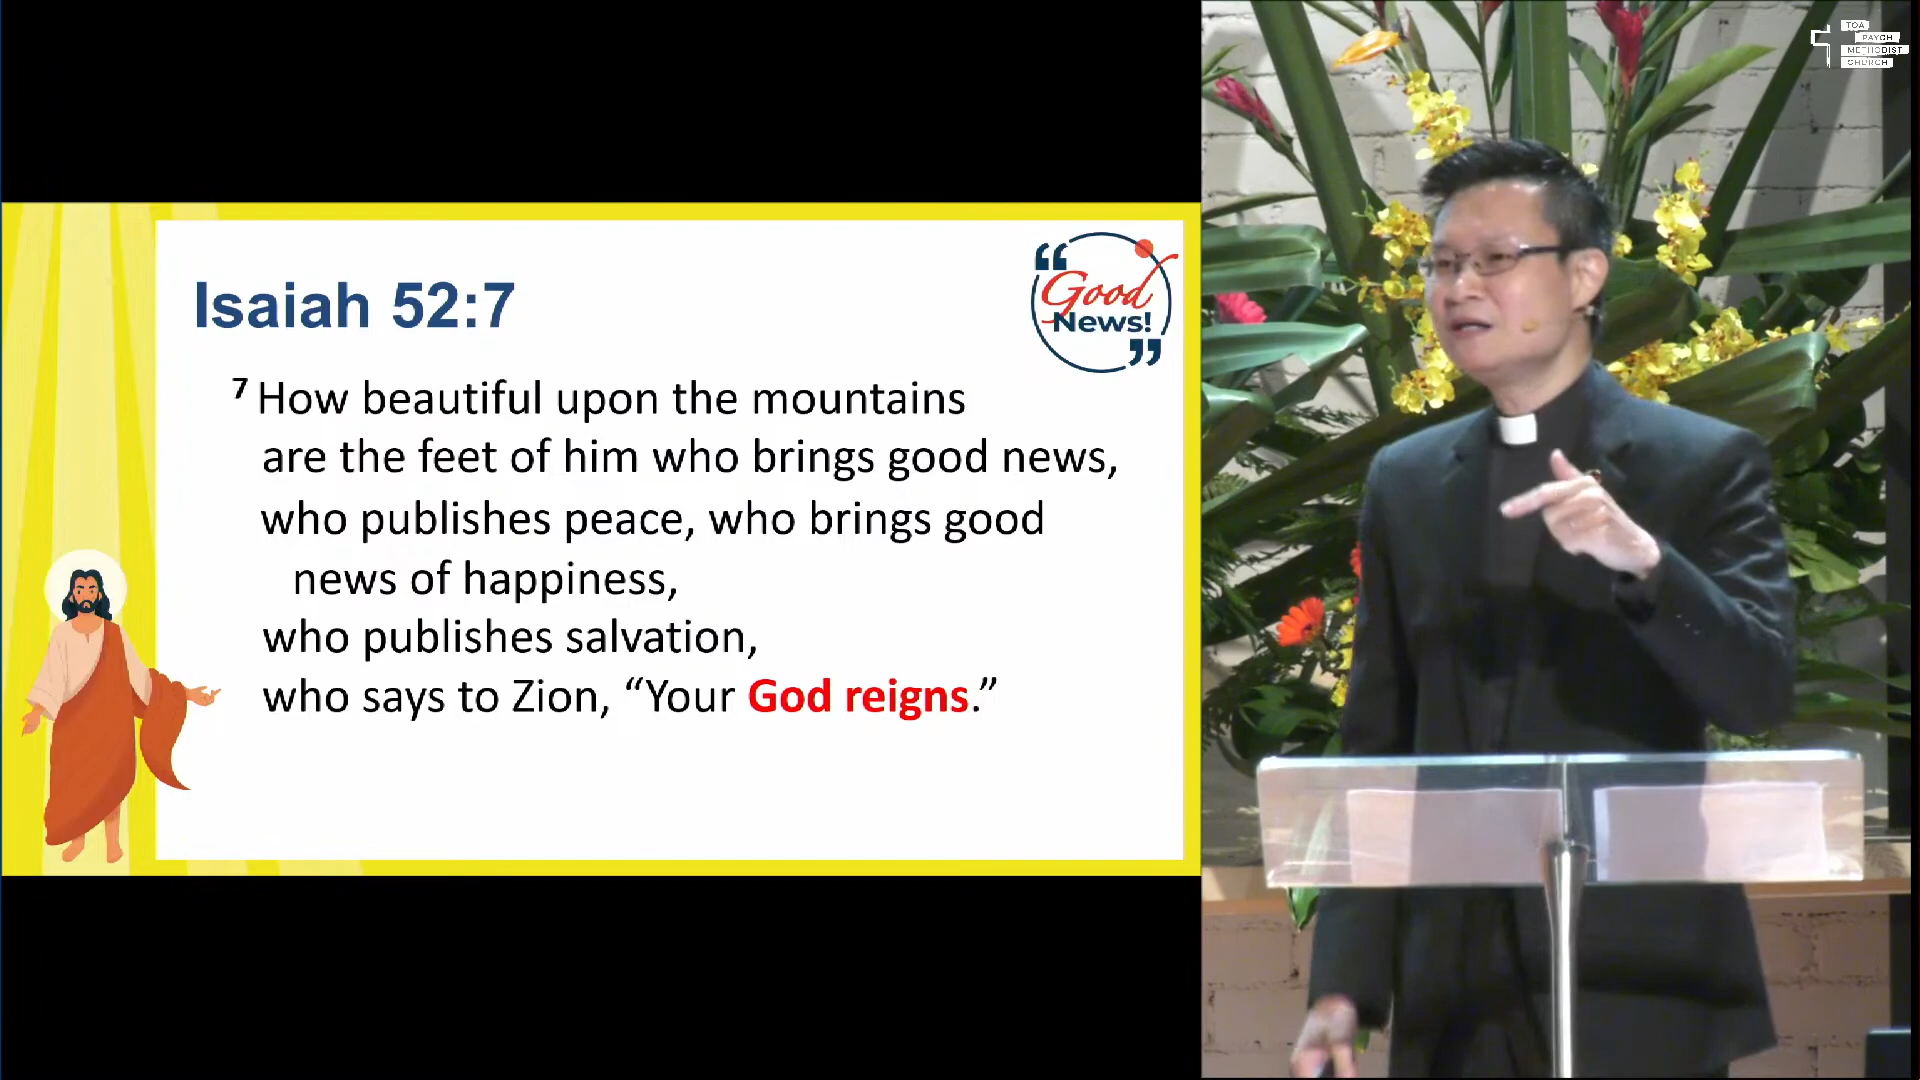 Isaiah 52:7
“Good
News!”
7 How beautiful upon the mountains
are the feet of him who brings good news,
who publishes peace, who brings good
news of happiness,
who publishes salvation,
who says to Zion, “Your God reigns.”
TOA
PAYOH
METHODIST
CHURCH